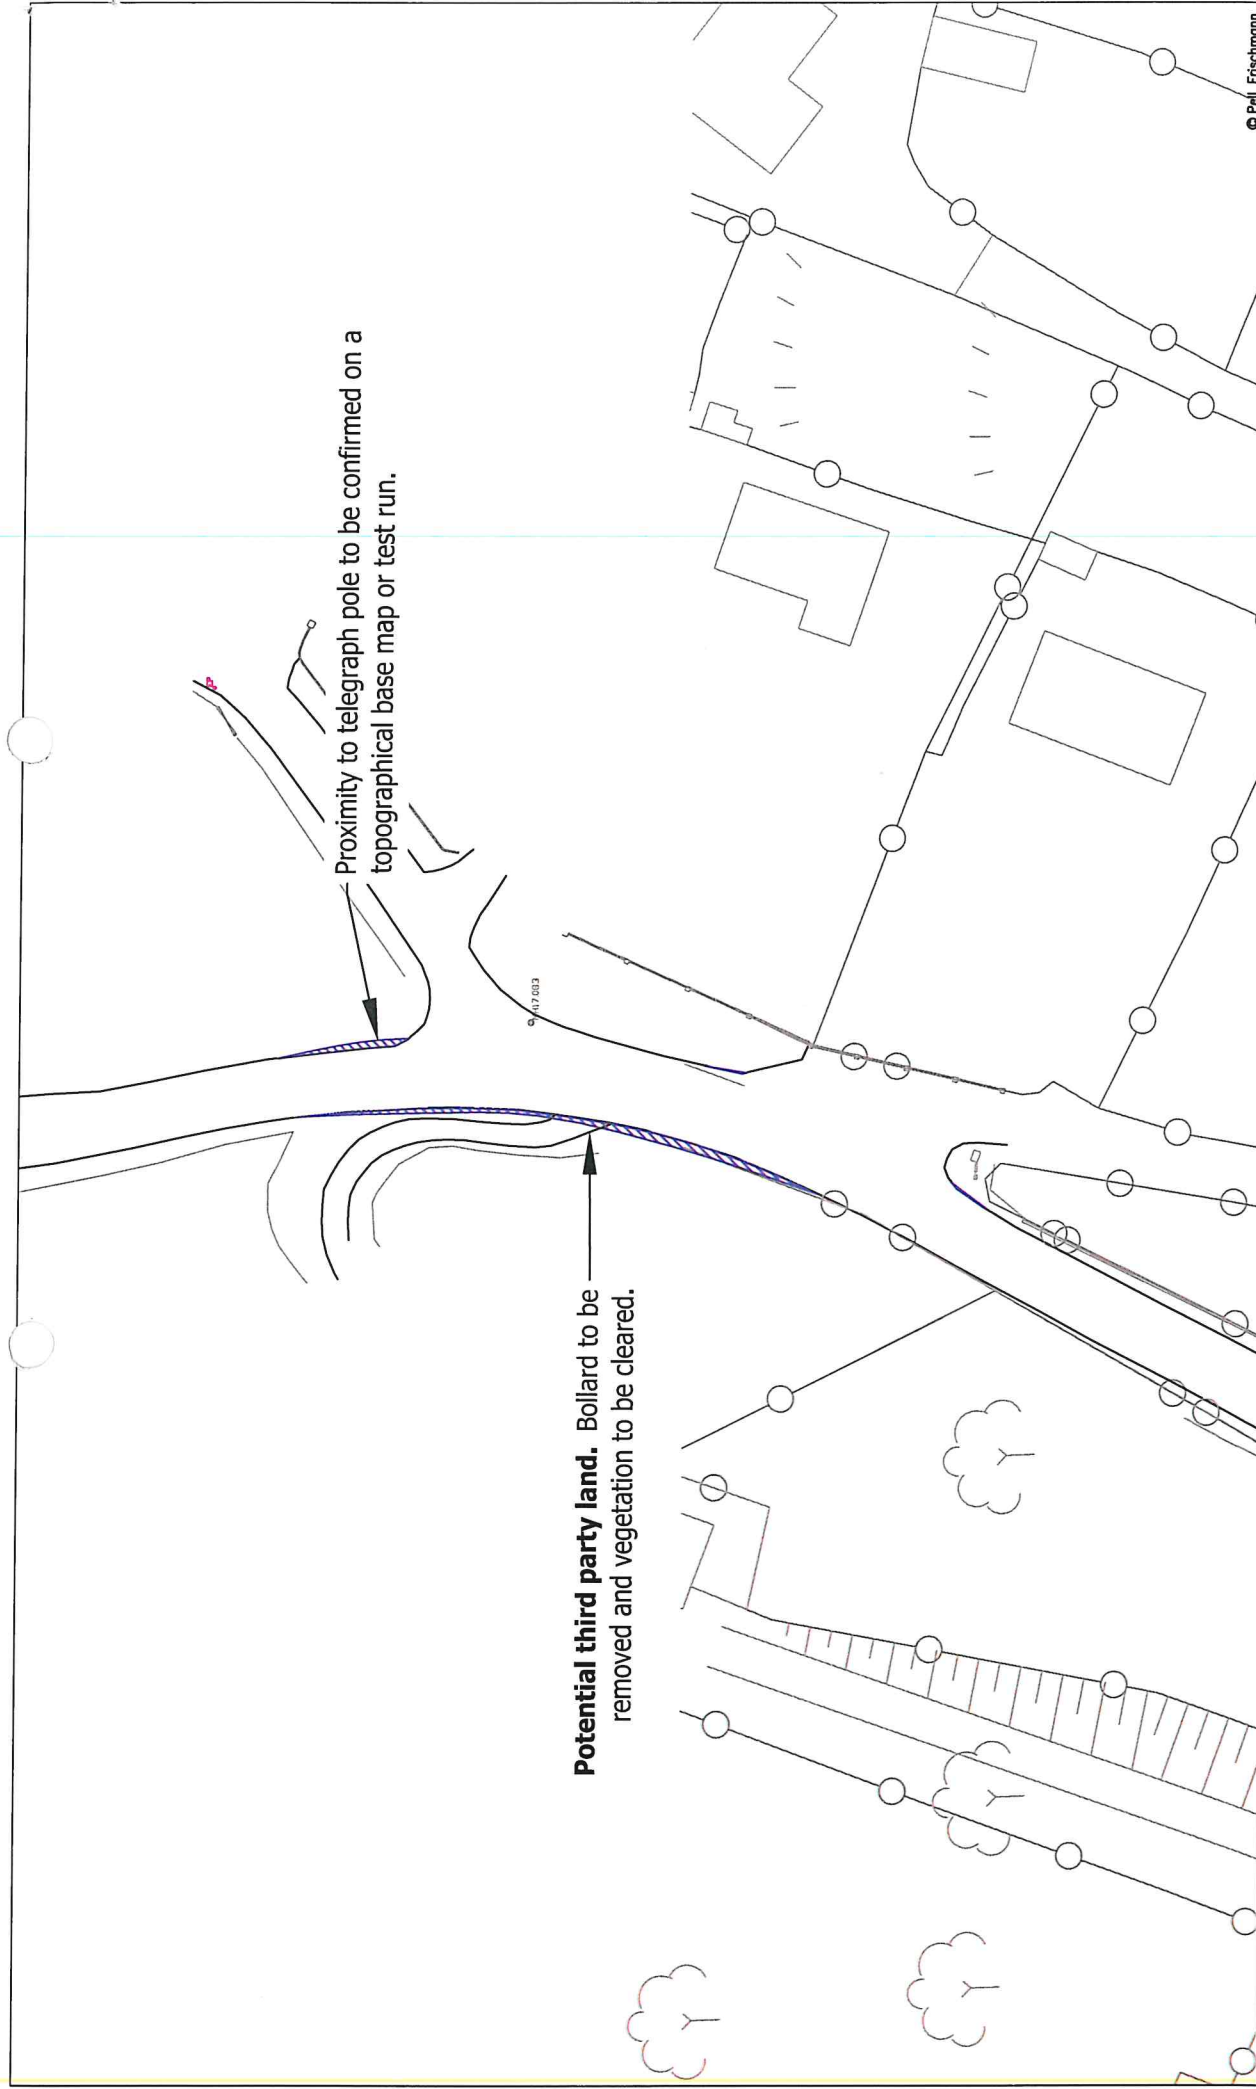 Proximity to telegraph pole to be confirmed on a
topographical base map or test run.
Potential third party land. Bollard to be
removed and vegetation to be cleared.
© Pell Frischmann